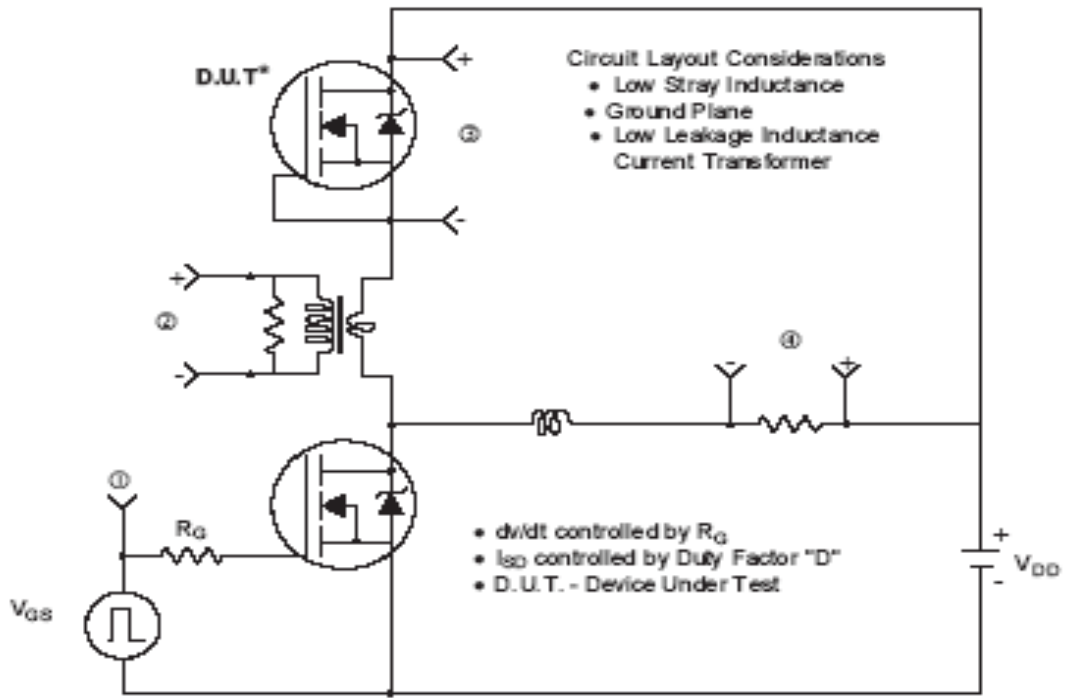 D.U.T*
+
-
③
Circuit Layout Considerations
• Low Stray Inductance
• Ground Plane
• Low Leakage Inductance
Current Transformer
+
②
-
④
- +
①
RG
VGS
• dv/dt controlled by RG
• ISD controlled by Duty Factor "D"
• D.U.T. - Device Under Test
+
VDD
-